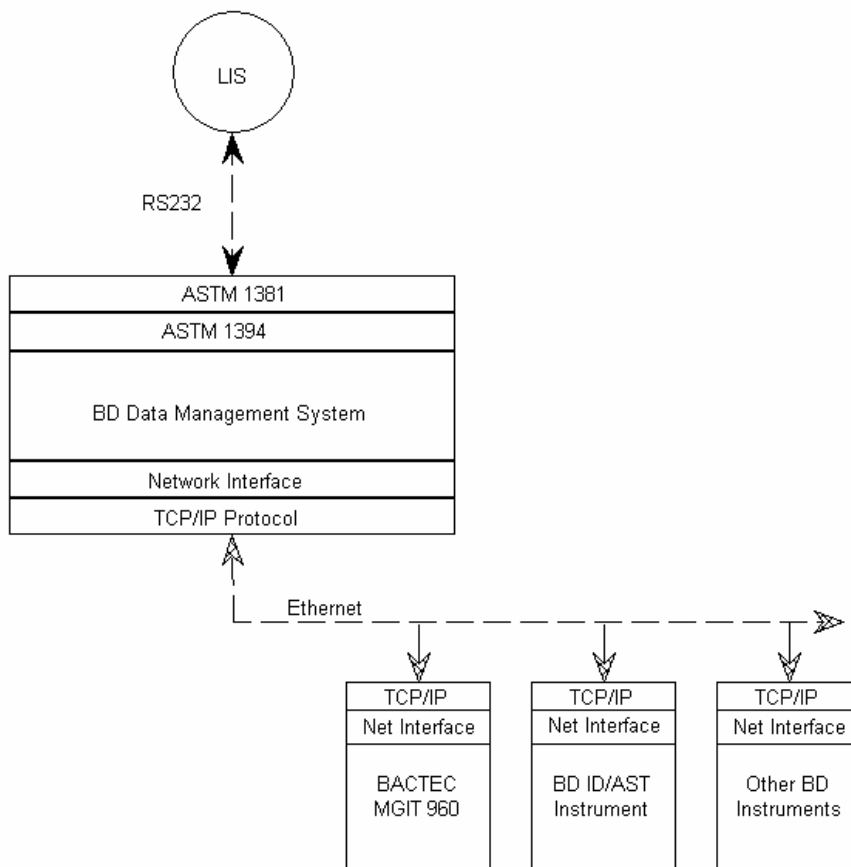 LIS
RS232
ASTM 1381
ASTM 1394
BD Data Management System
Network Interface
TCP/IP Protocol
Ethernet
TCP/IP
Net Interface
BACTEC
MGIT 960
TCP/IP
Net Interface
BD ID/AST
Instrument
TCP/IP
Net Interface
Other BD
Instruments